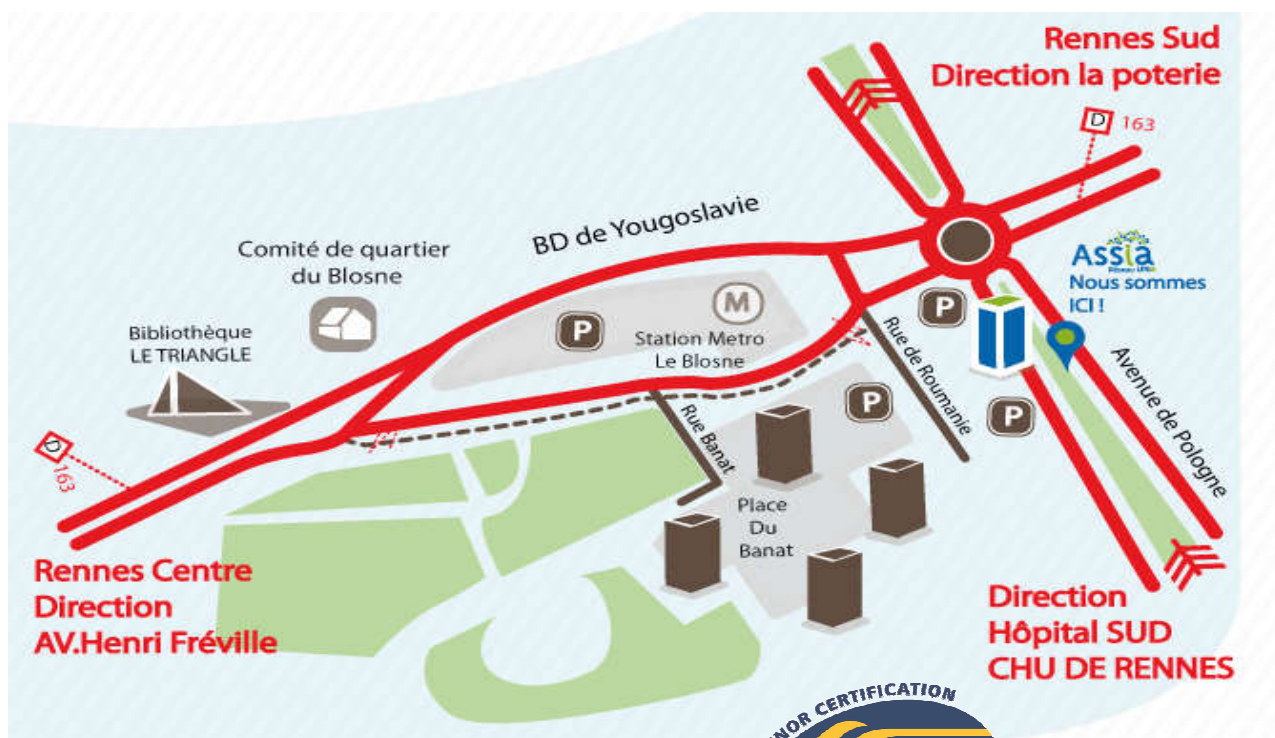 Rennes Sud
Direction la poterie
D 163
BD de Yougoslavie
Comité de quartier
du Blosne
Assia
Nous sommes
ICI !
M
P
P
Station Metro
Le Blosne
Bibliothèque
LE TRIANGLE
Rue de Roumanie
Avenue de Pologne
P
P
Rue Banat
D 163
Place
Du
Banat
Rennes Centre
Direction
AV.Henri Fréville
Direction
Hôpital SUD
CHU DE RENNES
NOR CERTIFICATION